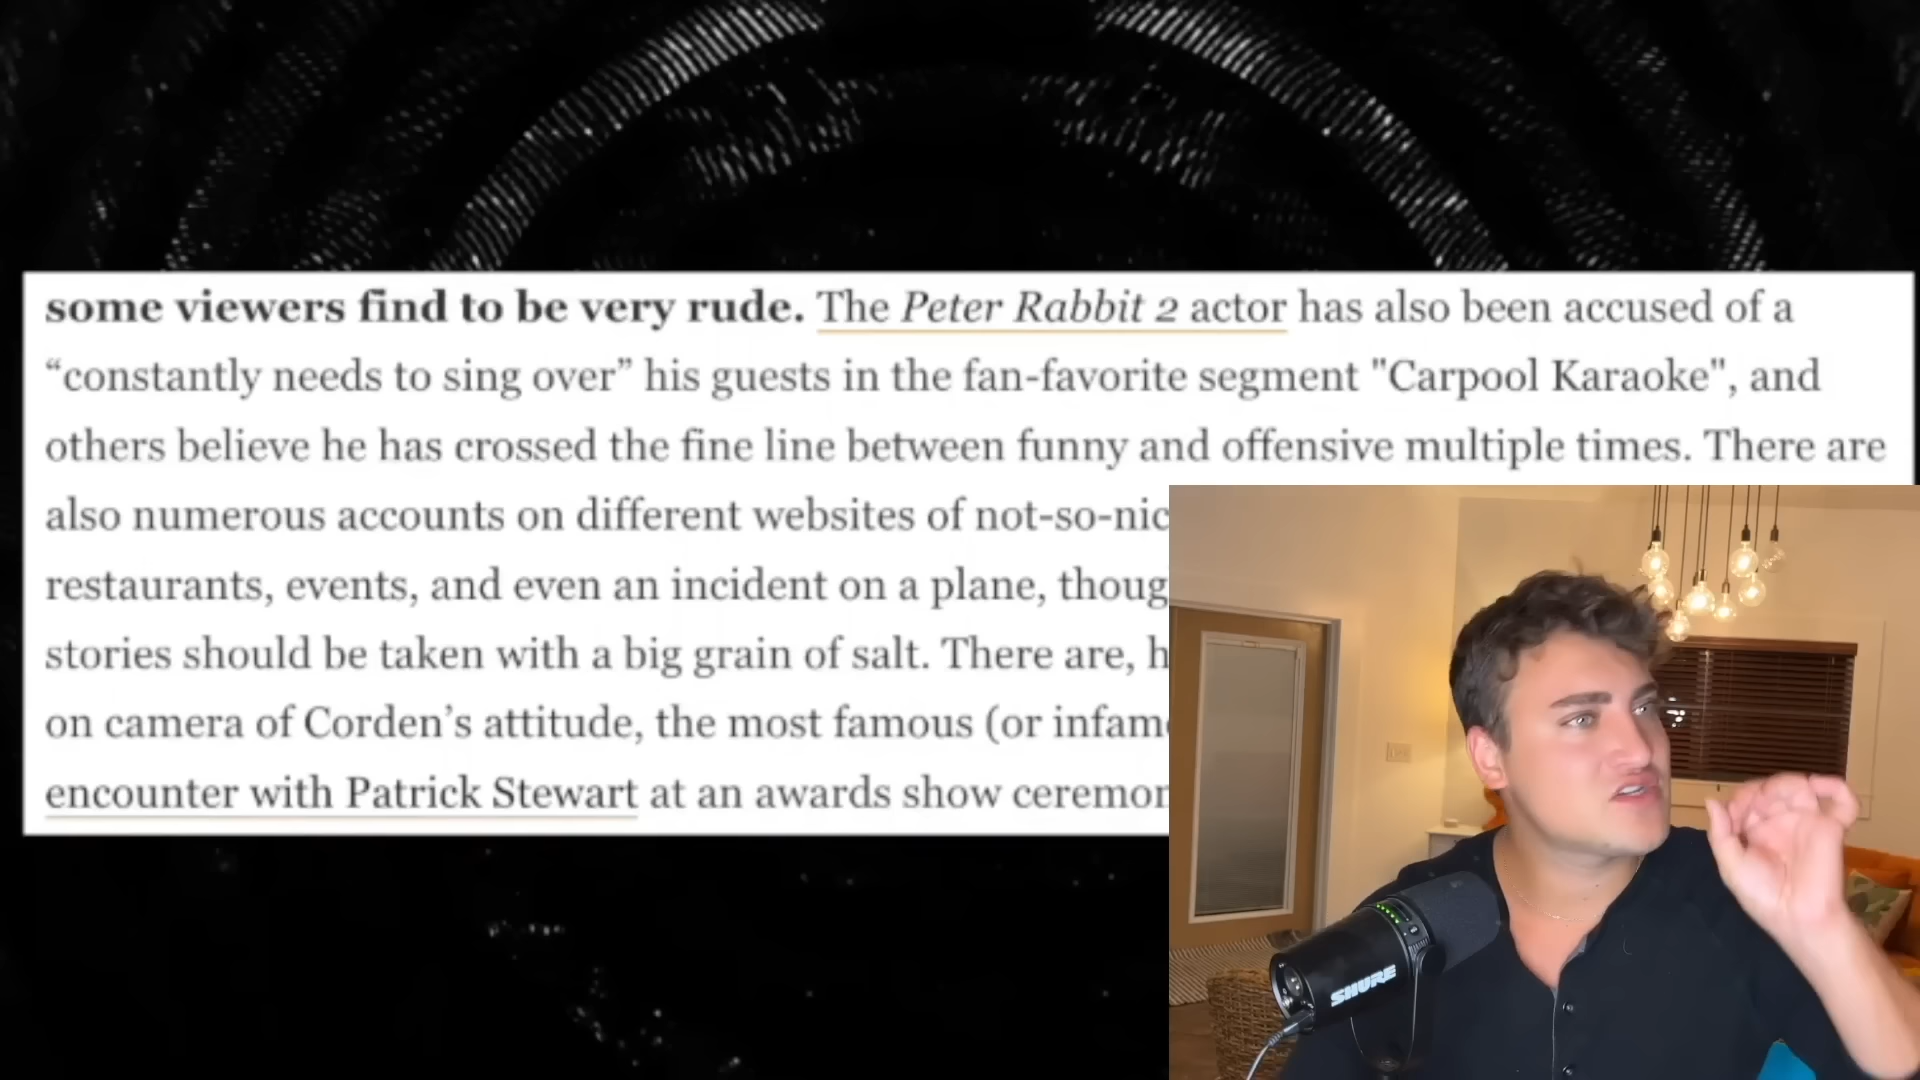 some viewers find to be very rude. The Peter Rabbit 2 actor has also been accused of a
“constantly needs to sing over” his guests in the fan-favorite segment "Carpool Karaoke", and
others believe he has crossed the fine line between funny and offensive multiple times. There are
also numerous accounts on different websites of not-so-nic
restaurants, events, and even an incident on a plane, thoug
stories should be taken with a big grain of salt. There are, h
on camera of Corden’s attitude, the most famous (or infam
encounter with Patrick Stewart at an awards show ceremon
SHURE